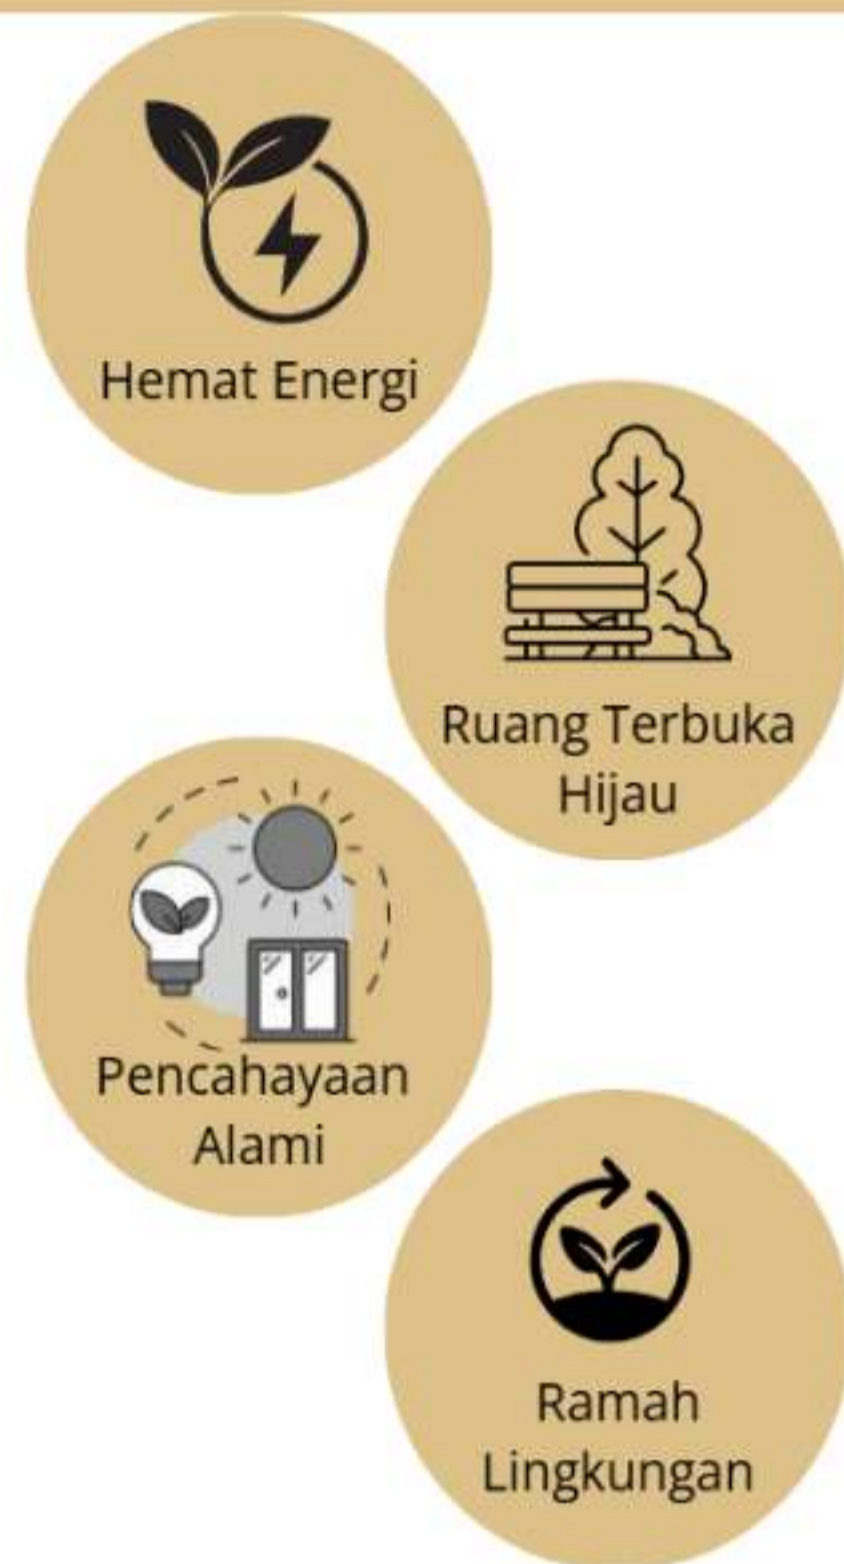 Hemat Energi
Ruang Terbuka
Hijau
Pencahayaan
Alami
Ramah
Lingkungan